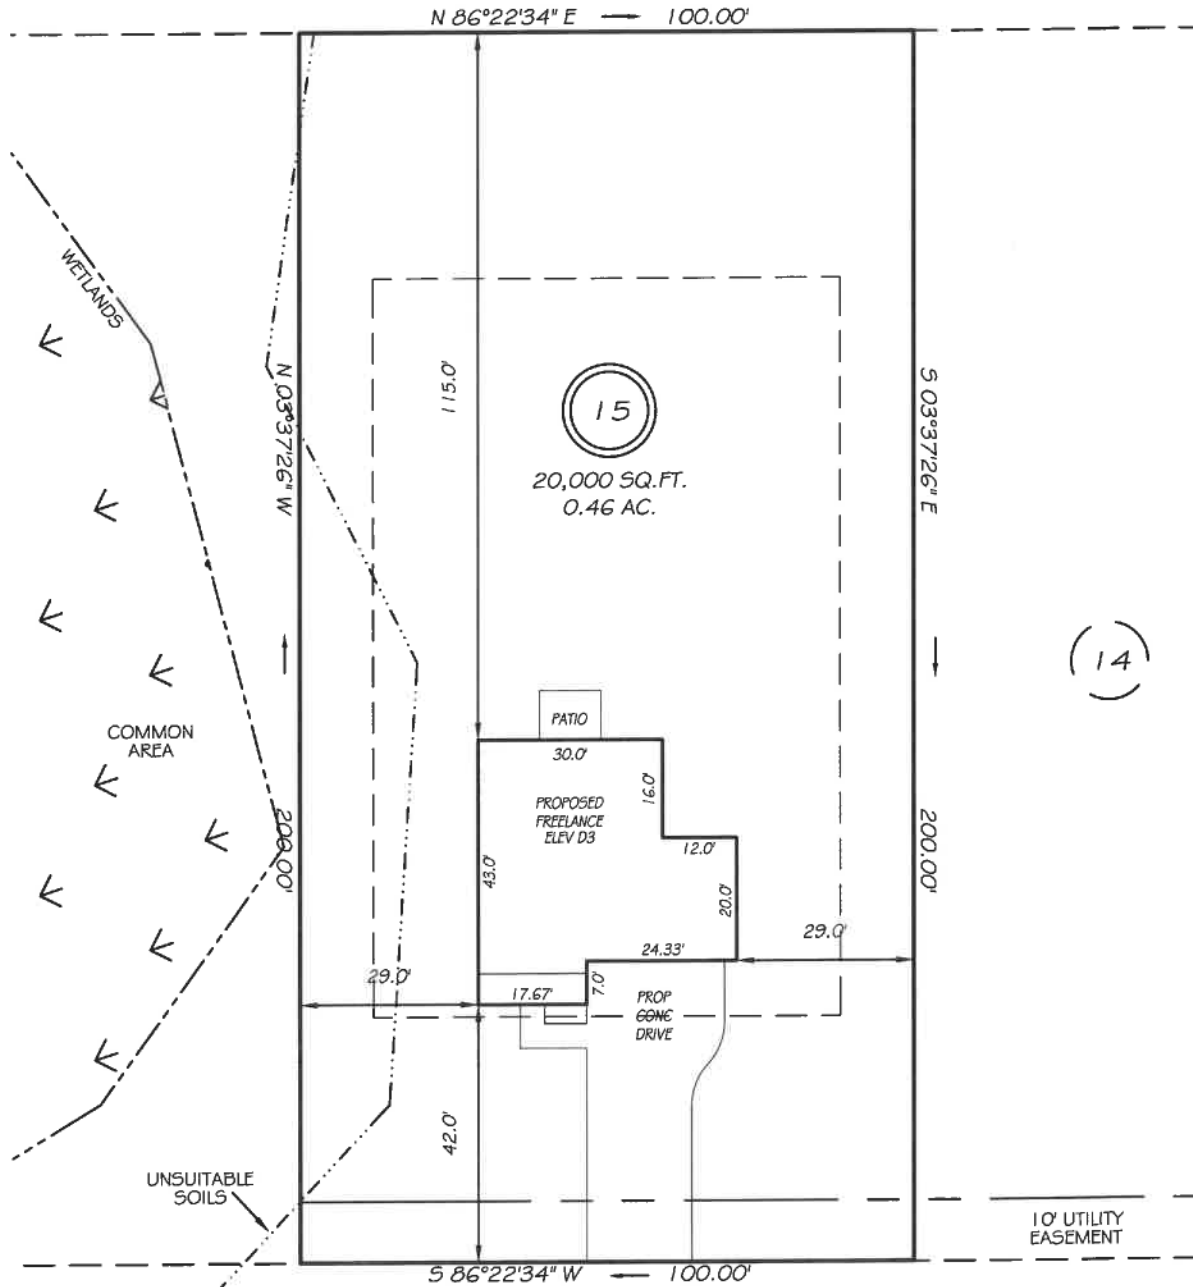 N 86°22'34" E 100.00'
WETLANDS
N 03°37'26" W
115.0'
15
20,000 SQ.FT.
0.46 AC.
S 03°37'26" E
14
COMMON
AREA
PATIO
30.0'
16.0'
PROPOSED
FREELANCE
ELEV D3
12.0'
200.00'
43.0'
20.0'
200.00'
24.33'
29.0'
29.0'
17.67'
7.0'
PROP
CONC
DRIVE
42.0'
UNSUITABLE
SOILS
10' UTILITY
EASEMENT
S 86°22'34" W 100.00'